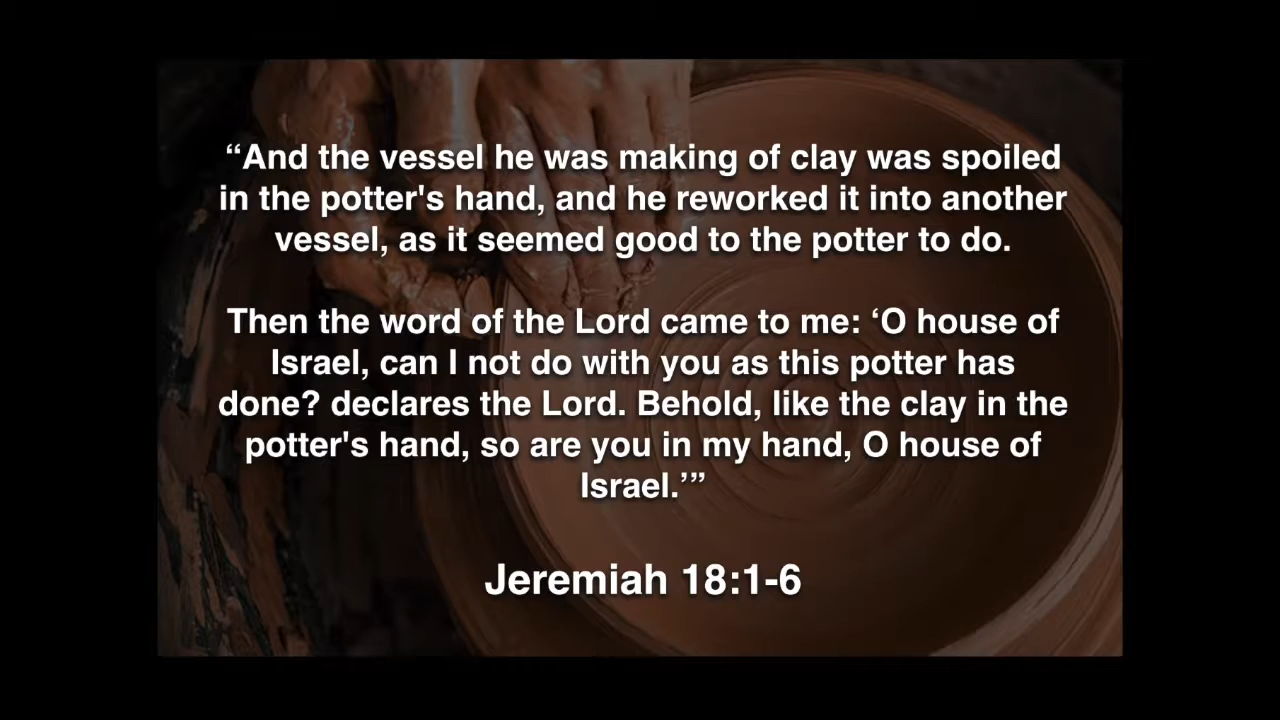 “And the vessel he was making of clay was spoiled
in the potter's hand, and he reworked it into another
vessel, as it seemed good to the potter to do.
Then the word of the Lord came to me: ‘O house of
Israel, can I not do with you as this potter has
done? declares the Lord. Behold, like the clay in the
potter's hand, so are you in my hand, O house of
Israel.’”
Jeremiah 18:1-6